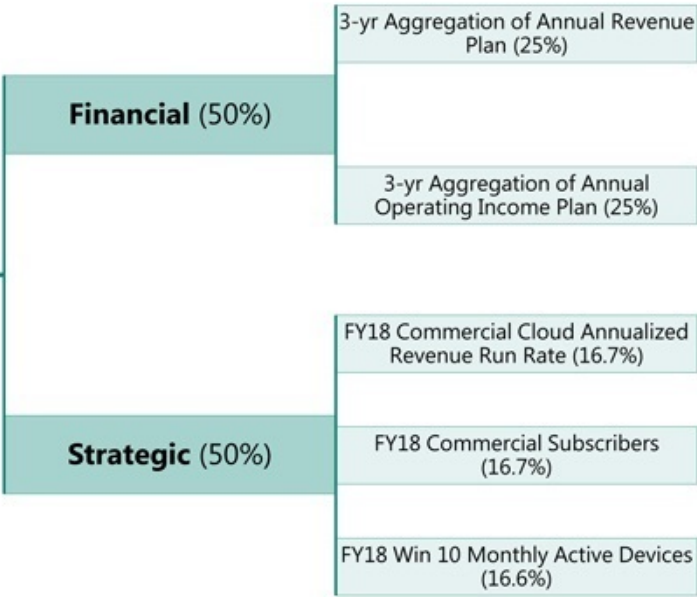 Financial (50%)
3-yr Aggregation of Annual Revenue
Plan (25%)
3-yr Aggregation of Annual
Operating Income Plan (25%)
Strategic (50%)
FY18 Commercial Cloud Annualized
Revenue Run Rate (16.7%)
FY18 Commercial Subscribers
(16.7%)
FY18 Win 10 Monthly Active Devices
(16.6%)